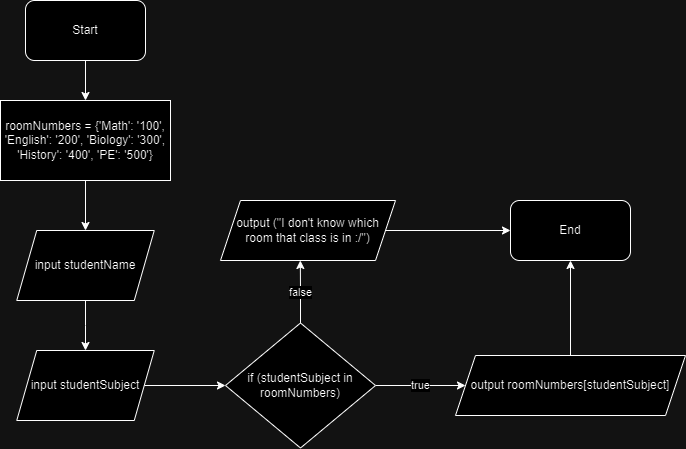 Start
roomNumbers = {'Math': '100',
'English': '200', 'Biology': '300',
'History': '400', 'PE': '500'}
input studentName
input studentSubject
if (studentSubject in
roomNumbers)
false
output ("I don't know which
room that class is in :/")
true
output roomNumbers[studentSubject]
End